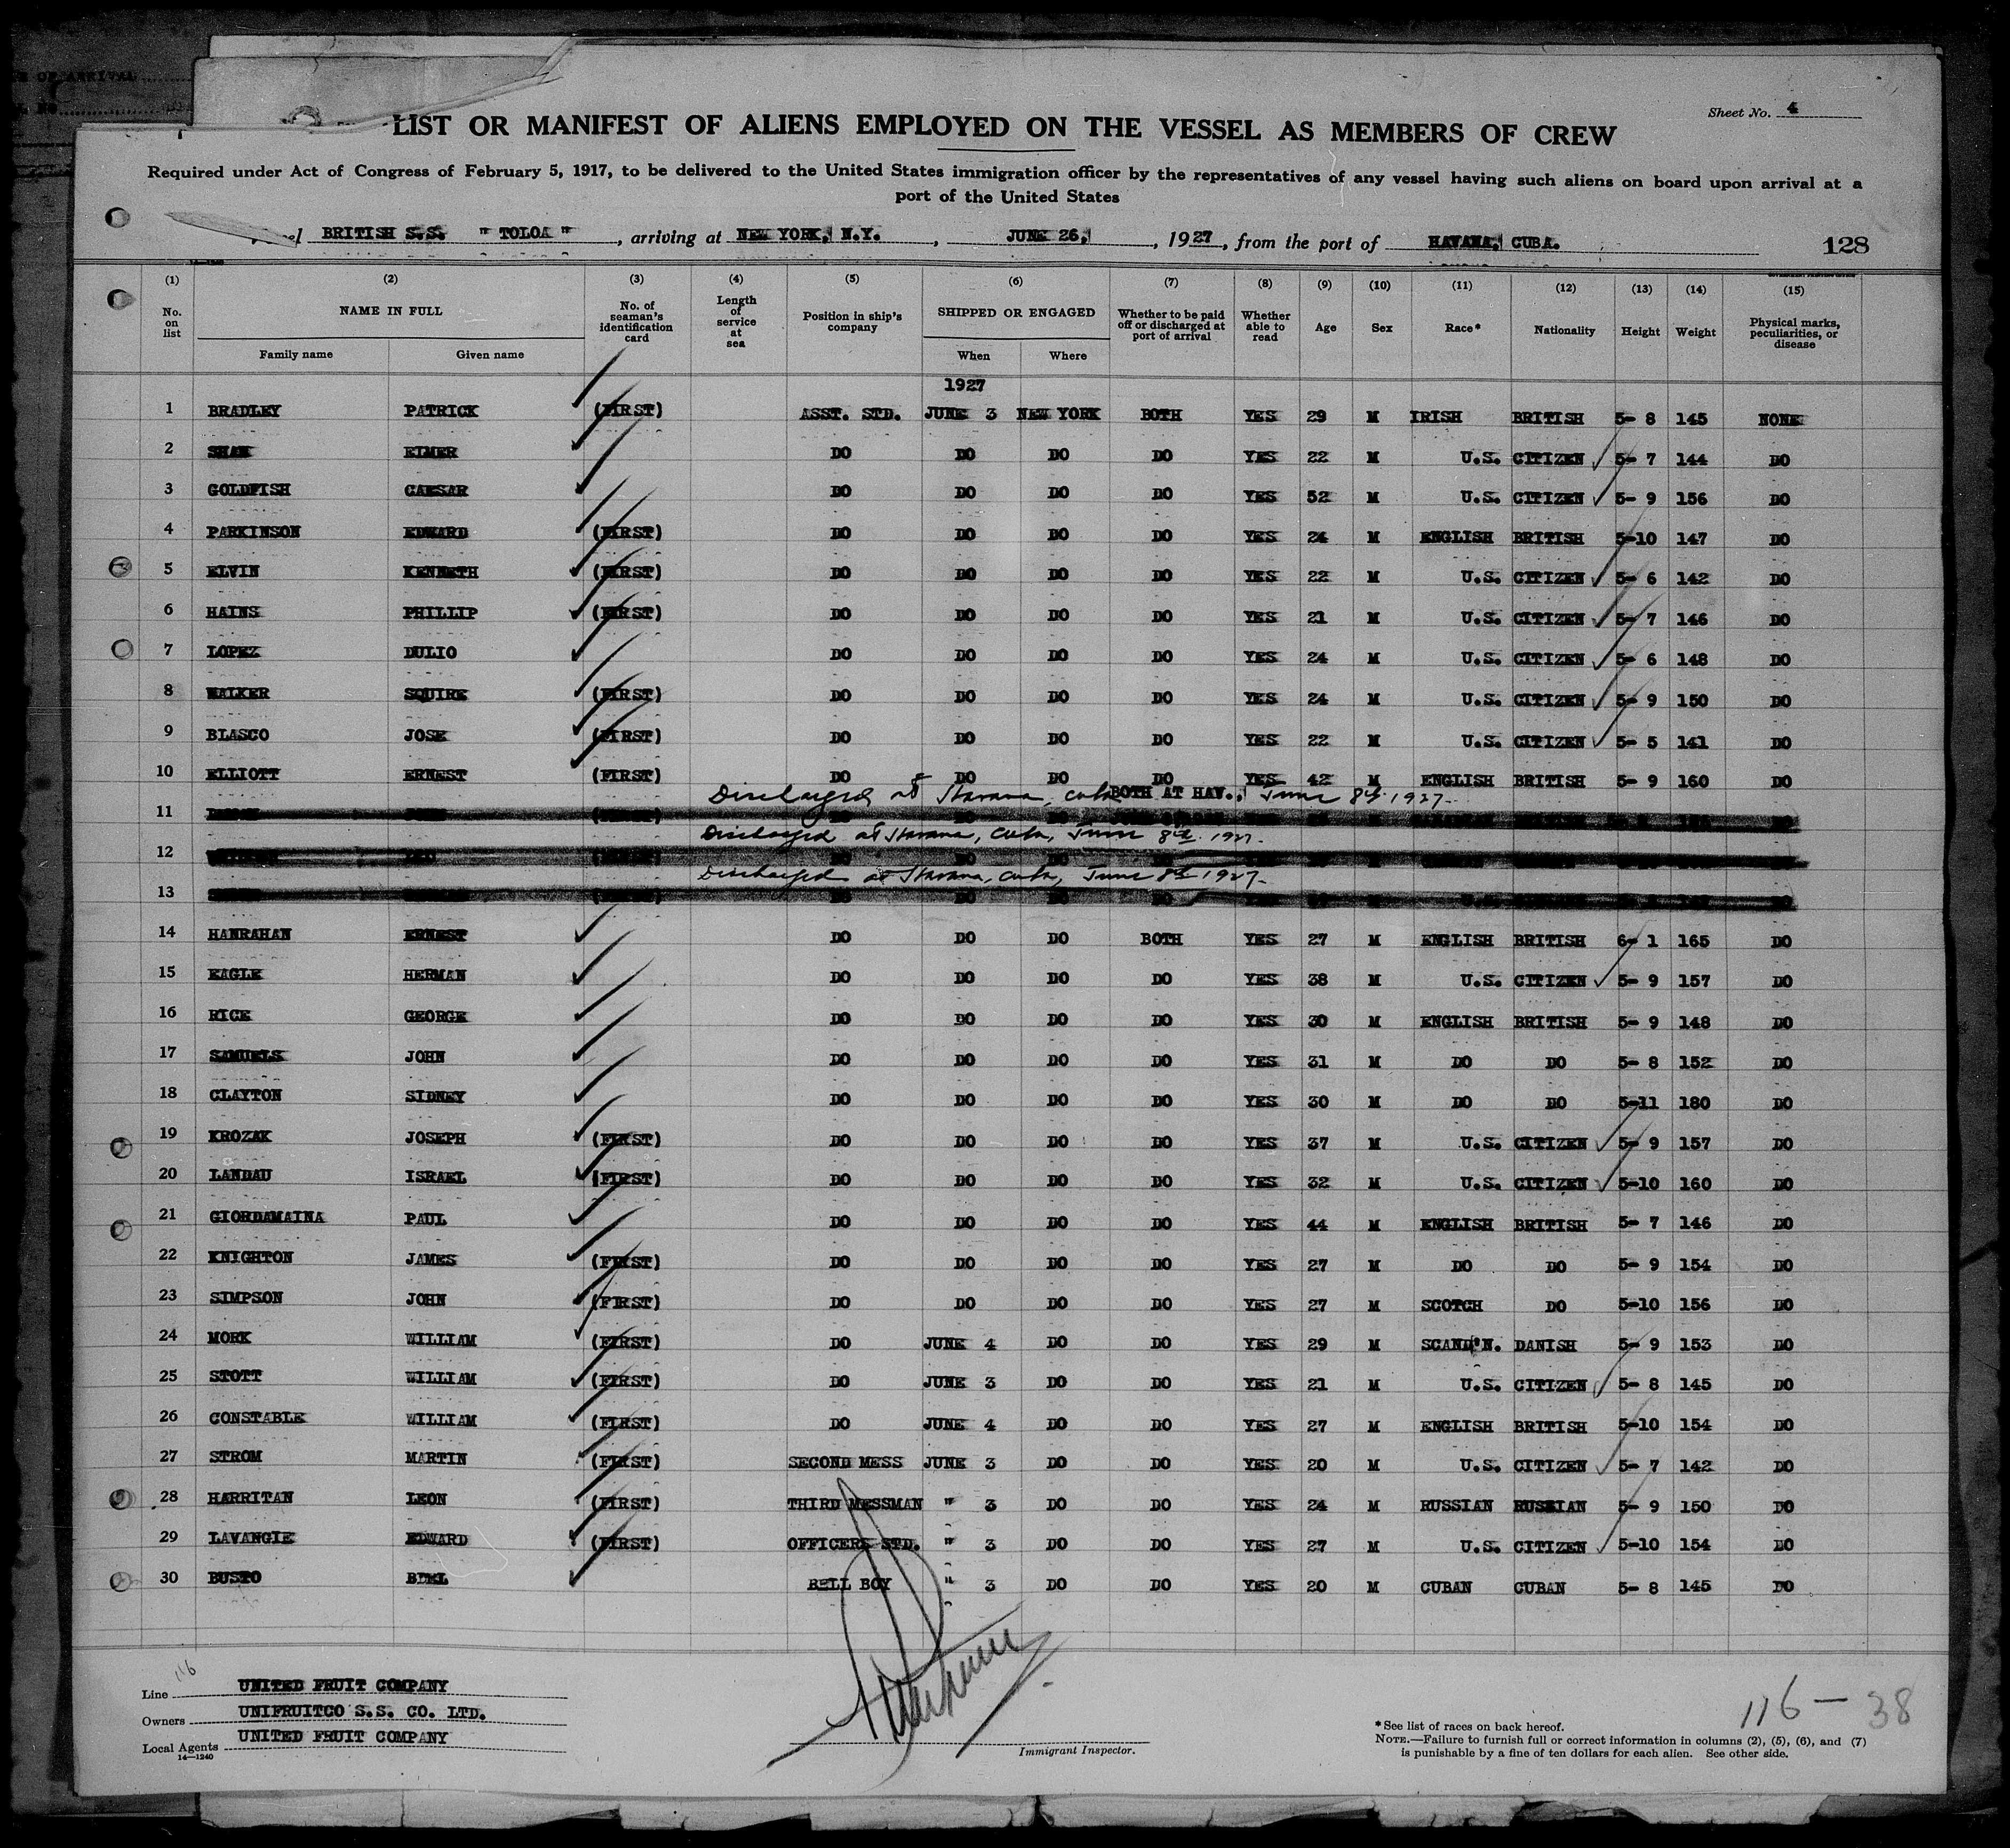 OF ARRIVAL
Sheet No. 4
LIST OR MANIFEST OF ALIENS EMPLOYED ON THE VESSEL AS MEMBERS OF CREW
Required under Act of Congress of February 5, 1917, to be delivered to the United States immigration officer by the representatives of any vessel having such aliens on board upon arrival at a
port of the United States
BRITISH S.S. "TOLOA", arriving at NEW YORK, N.Y., JUNE 26, 1927, from the port of HAVANA, CUBA. 128
(1) (2) (3) (4) (5) (6) (7) (8) (9) (10) (11) (12) (13) (14) (15)
No. on list NAME IN FULL Family name Given name No. of seaman's identification card Length of service at sea Position in ship's company SHIPPED OR ENGAGED When Where Whether to be paid off or discharged at port of arrival Whether able to read Age Sex Race* Nationality Height Weight Physical marks, peculiarities, or disease
1927
1 BRADLEY PATRICK (FIRST) ASST. STD. JUNE 3 NEW YORK BOTH YES 29 M IRISH BRITISH 5- 8 145 NONE
2 SHAW ELMER DO DO DO DO YES 22 M U.S. CITIZEN 5- 7 144 DO
3 GOLDFISH CAESAR DO DO DO DO YES 52 M U.S. CITIZEN 5- 9 156 DO
4 PARKINSON EDWARD (FIRST) DO DO DO DO YES 24 M ENGLISH BRITISH 5-10 147 DO
5 ELVIN KENNETH (FIRST) DO DO DO DO YES 22 M U.S. CITIZEN 5- 6 142 DO
6 HAINS PHILLIP (FIRST) DO DO DO DO YES 21 M U.S. CITIZEN 5- 7 146 DO
7 LOPEZ DULIO DO DO DO DO YES 24 M U.S. CITIZEN 5- 6 148 DO
8 WALKER SQUIRE (FIRST) DO DO DO DO YES 24 M U.S. CITIZEN 5- 9 150 DO
9 BLASCO JOSE (FIRST) DO DO DO DO YES 22 M U.S. CITIZEN 5- 5 141 DO
10 ELLIOTT ERNEST (FIRST) DO DO DO DO YES 42 M ENGLISH BRITISH 5- 9 160 DO
Discharged at Havana, Cuba BOTH AT HAV., June 8th 1927.
11
Discharged at Havana, Cuba, June 8th 1927.
12
Discharged at Havana, Cuba, June 8th 1927.
13
14 HANRAHAN ERNEST DO DO DO BOTH YES 27 M ENGLISH BRITISH 6- 1 165 DO
15 EAGLE HERMAN DO DO DO DO YES 38 M U.S. CITIZEN 5- 9 157 DO
16 RICE GEORGE DO DO DO DO YES 30 M ENGLISH BRITISH 5- 9 148 DO
17 SAMUELS JOHN DO DO DO DO YES 31 M DO DO 5- 8 152 DO
18 CLAYTON SIDNEY DO DO DO DO YES 30 M DO DO 5-11 180 DO
19 KROZAK JOSEPH (FIRST) DO DO DO DO YES 37 M U.S. CITIZEN 5- 9 157 DO
20 LANDAU ISRAEL (FIRST) DO DO DO DO YES 32 M U.S. CITIZEN 5-10 160 DO
21 GIORDAMAINA PAUL DO DO DO DO YES 44 M ENGLISH BRITISH 5- 7 146 DO
22 KNIGHTON JAMES (FIRST) DO DO DO DO YES 27 M DO DO 5- 9 154 DO
23 SIMPSON JOHN (FIRST) DO DO DO DO YES 27 M SCOTCH DO 5-10 156 DO
24 MORK WILLIAM (FIRST) DO JUNE 4 DO DO YES 29 M SCAND'N. DANISH 5- 9 153 DO
25 STOTT WILLIAM (FIRST) DO JUNE 3 DO DO YES 21 M U.S. CITIZEN 5- 8 145 DO
26 CONSTABLE WILLIAM (FIRST) DO JUNE 4 DO DO YES 27 M ENGLISH BRITISH 5-10 154 DO
27 STROM MARTIN (FIRST) SECOND MESS JUNE 3 DO DO YES 20 M U.S. CITIZEN 5- 7 142 DO
28 HARRITAN LEON (FIRST) THIRD MESSMAN " 3 DO DO YES 24 M RUSSIAN RUSSIAN 5- 9 150 DO
29 LAVANGIE EDWARD (FIRST) OFFICERS STD. " 3 DO DO YES 27 M U.S. CITIZEN 5-10 154 DO
30 BUSTO BELL BOY " 3 DO DO YES 20 M CUBAN CUBAN 5- 8 145 DO
116
Line UNITED FRUIT COMPANY
Owners UNIFRUITCO S.S. CO. LTD.
Local Agents UNITED FRUIT COMPANY
14—1240
Immigrant Inspector.
116 — 38
*See list of races on back hereof.
NOTE.—Failure to furnish full or correct information in columns (2), (5), (6), and (7)
is punishable by a fine of ten dollars for each alien. See other side.